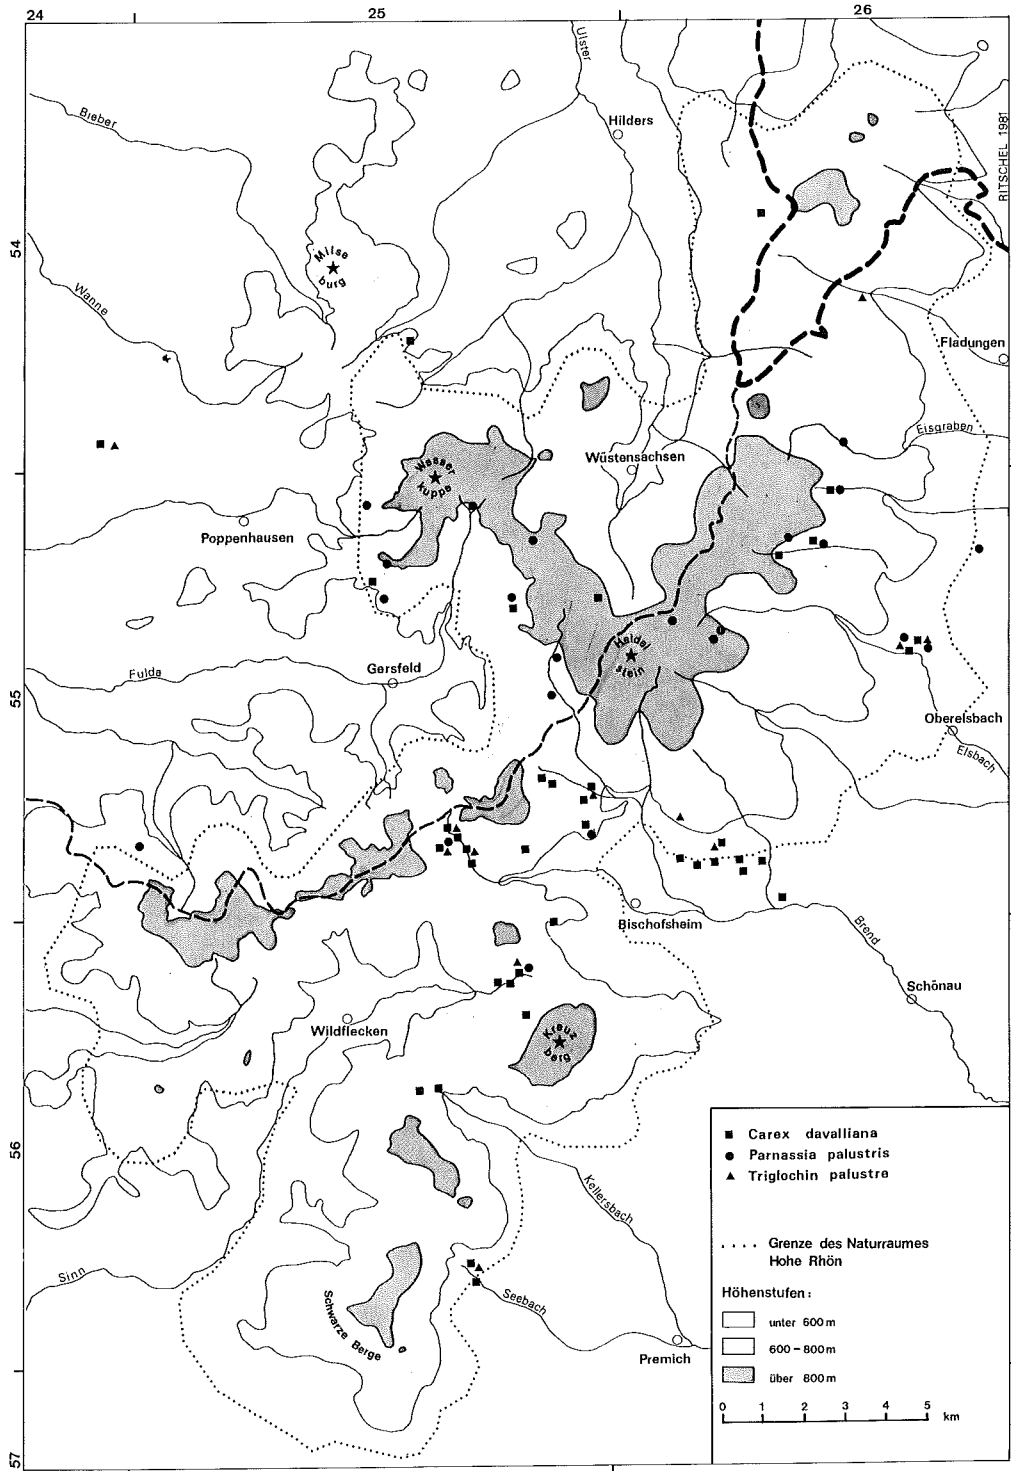 24
25
26
Ulster
Bieber
Hilders
RITSCHEL 1981
54
Milse
burg
Wanne
Fladungen
Eisgraben
Wasser
kuppe
Wüstensachsen
Poppenhausen
Heidel
stein
Fulda
Gersfeld
55
Oberelsbach
Elsbach
Bischofsheim
Brend
Schönau
Wildflecken
Kreuz
berg
56
Carex davalliana
Parnassia palustris
Triglochin palustre
Kellersbach
Grenze des Naturraumes
Hohe Rhön
Sinn
Seebach
Höhenstufen:
Schwarze Berge
unter 600 m
600 - 800 m
Premich
über 800 m
0 1 2 3 4 5
km
57